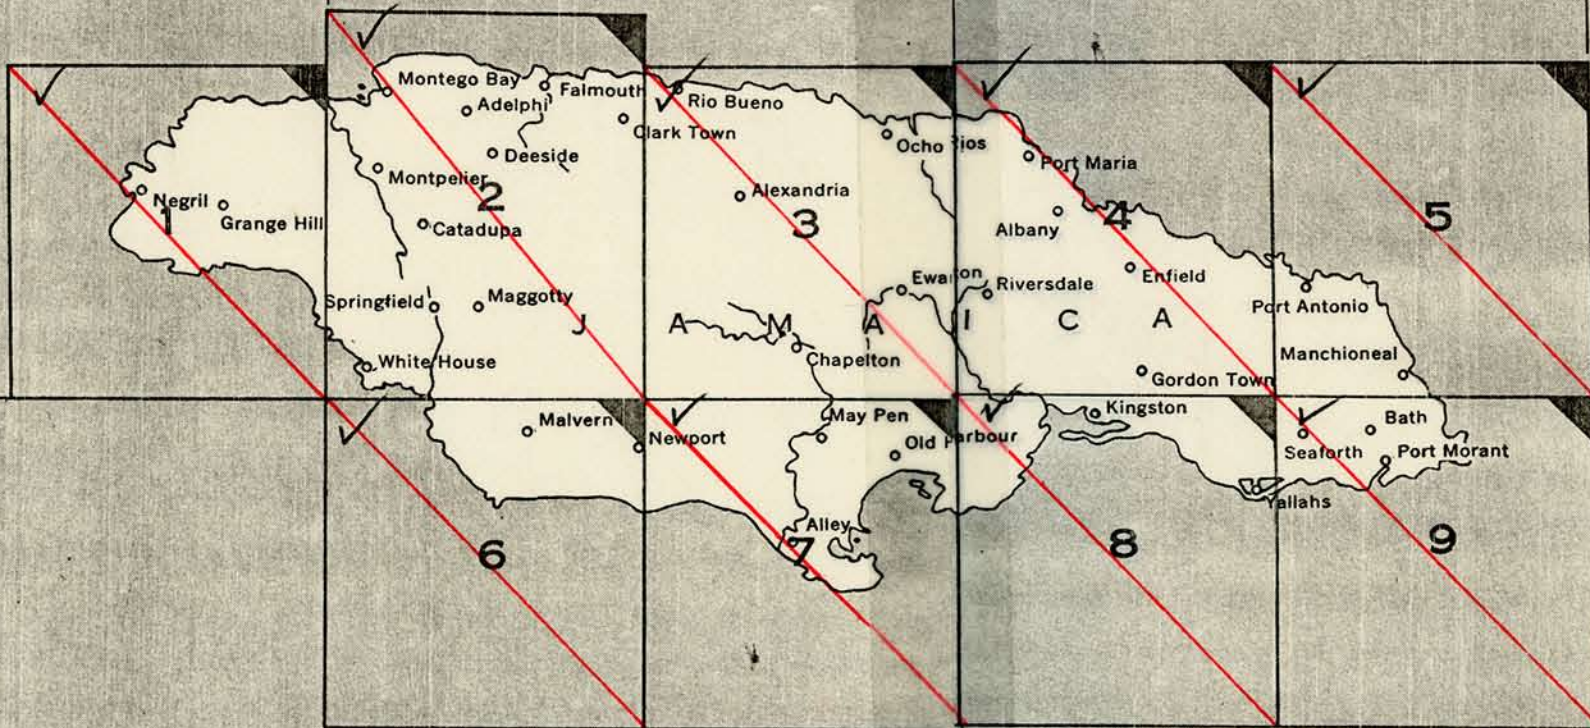 Montego Bay
Falmouth
Adelphi
Rio Bueno
Clark Town
Ocho Rios
Deeside
Port Maria
Montpelier
Negril
Grange Hill
1
2
Alexandria
3
4
5
Catadupa
Albany
Ewarton
Riversdale
Enfield
Springfield
Maggotty
Port Antonio
J A M A I C A
White House
Chapelton
Manchioneal
Gordon Town
Malvern
Newport
May Pen
Old Harbour
Kingston
Bath
Seaforth
Port Morant
Yallahs
Alley
6
7
8
9